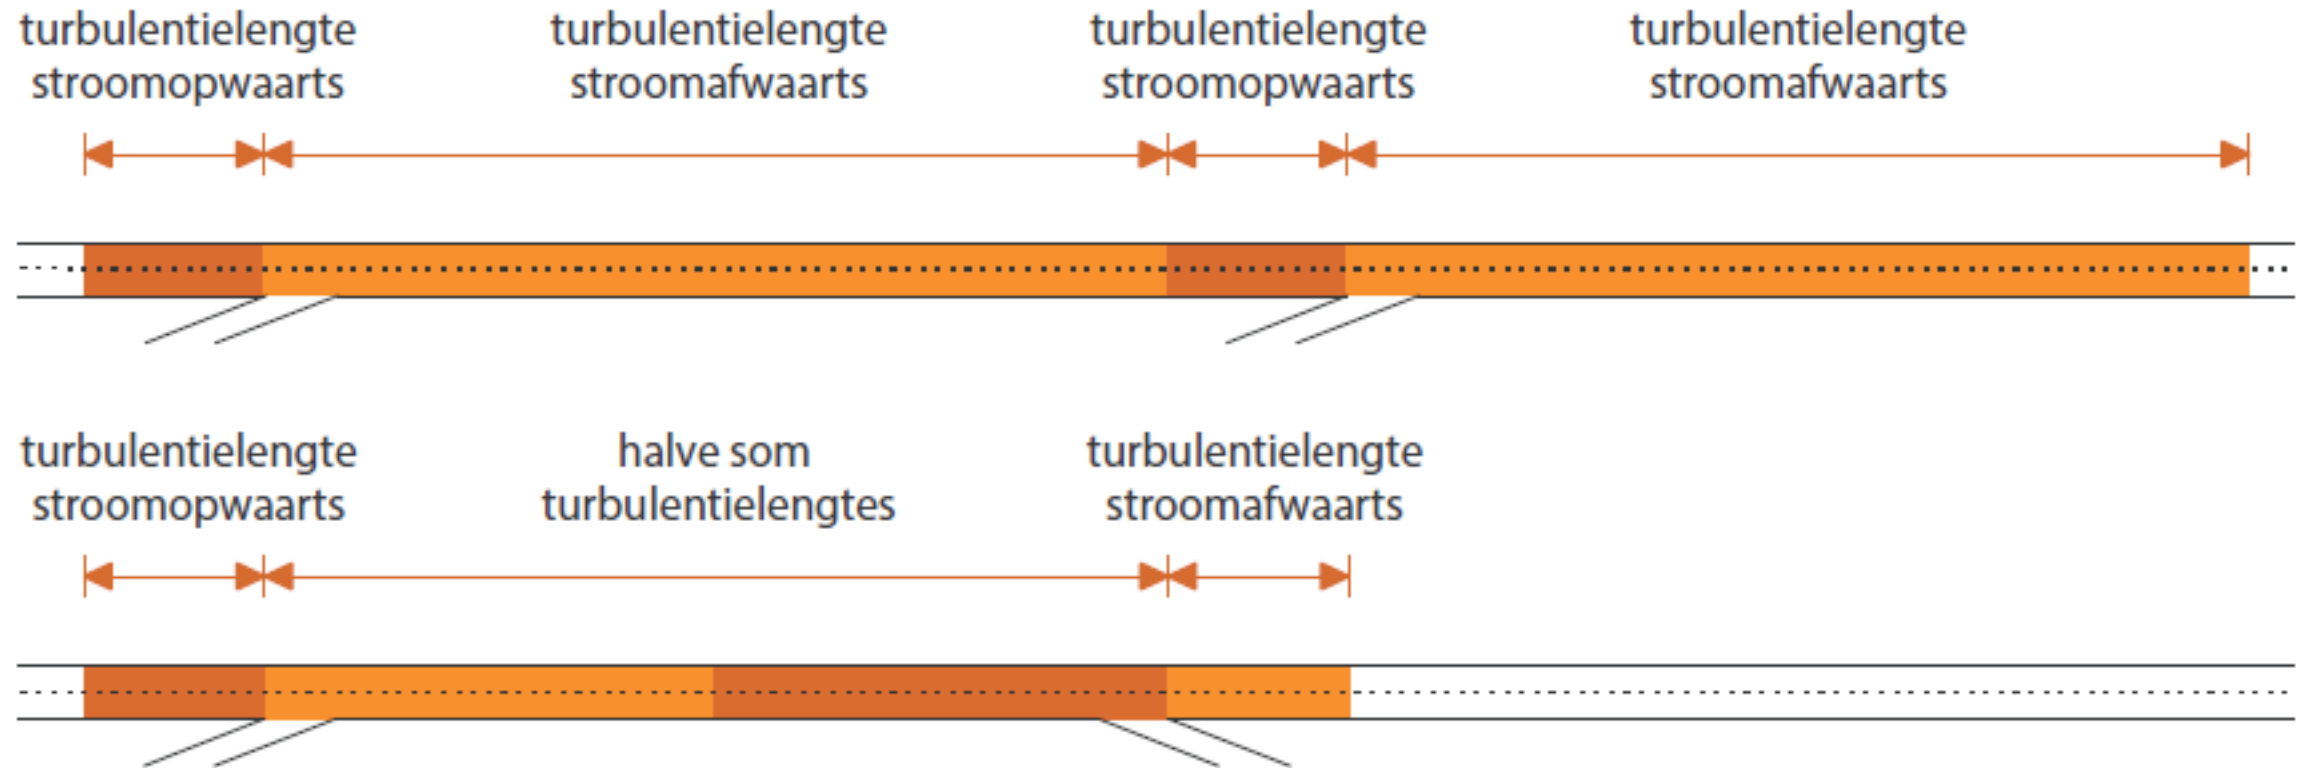 turbulentielengte
stroomopwaarts
turbulentielengte
stroomafwaarts
turbulentielengte
stroomopwaarts
turbulentielengte
stroomafwaarts
turbulentielengte
stroomopwaarts
halve som
turbulentielengtes
turbulentielengte
stroomafwaarts